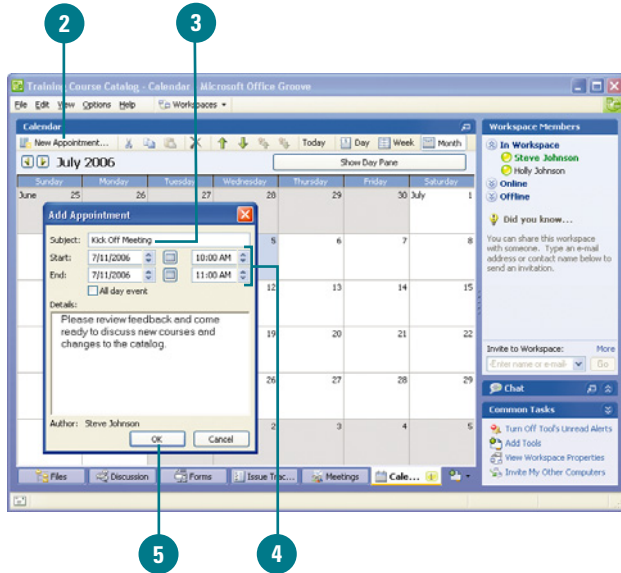 2 3
Training Course Catalog - Calendar - Microsoft Office Groove
File Edit View Options Help Workspaces
Calendar
New Appointment... Today Day Week Month
July 2006 Show Day Pane
Sunday Monday Tuesday Wednesday Thursday Friday Saturday
June 25 26 27 28 29 30 July 1
5 6 7 8
12 13 14 15
19 20 21 22
26 27 28 29
2 3 4 5
Add Appointment
Subject: Kick Off Meeting
Start: 7/11/2006 10:00 AM
End: 7/11/2006 11:00 AM
All day event
Details:
Please review feedback and come
ready to discuss new courses and
changes to the catalog.
Author: Steve Johnson
OK Cancel
Workspace Members
In Workspace
Steve Johnson
Holly Johnson
Online
Offline
Did you know...
You can share this workspace
with someone. Type an e-mail
address or contact name below to
send an invitation.
Invite to Workspace: More
Enter name or e-mail Go
Chat
Common Tasks
Turn Off Tool's Unread Alerts
Add Tools
View Workspace Properties
Invite My Other Computers
Files Discussion Forms Issue Trac... Meetings Cale...
5 4